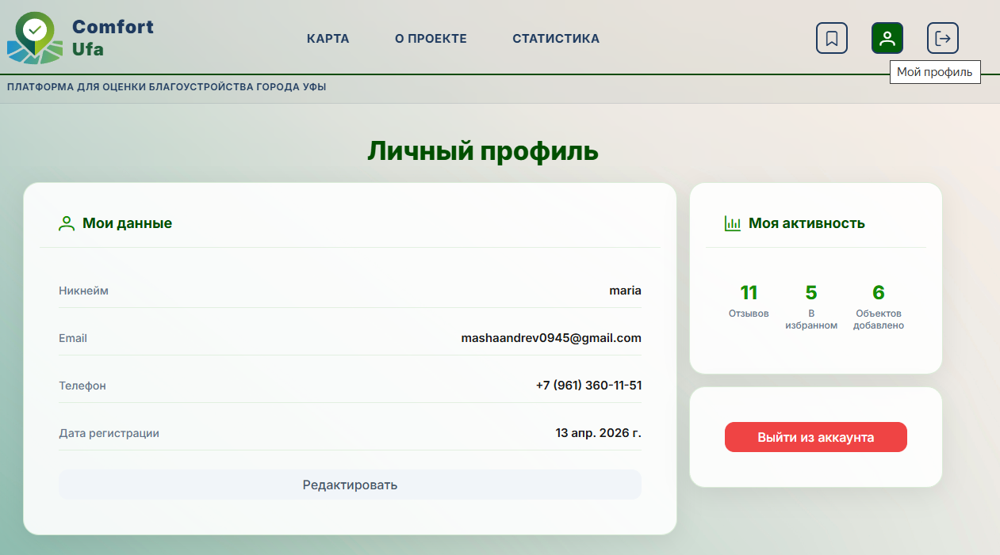 Comfort
Ufa
КАРТА
О ПРОЕКТЕ
СТАТИСТИКА
Мой профиль
ПЛАТФОРМА ДЛЯ ОЦЕНКИ БЛАГОУСТРОЙСТВА ГОРОДА УФЫ
Личный профиль
Мои данные
Никнейм
maria
Email
mashaandrev0945@gmail.com
Телефон
+7 (961) 360-11-51
Дата регистрации
13 апр. 2026 г.
Редактировать
Моя активность
11
Отзывов
5
В
избранном
6
Объектов
добавлено
Выйти из аккаунта